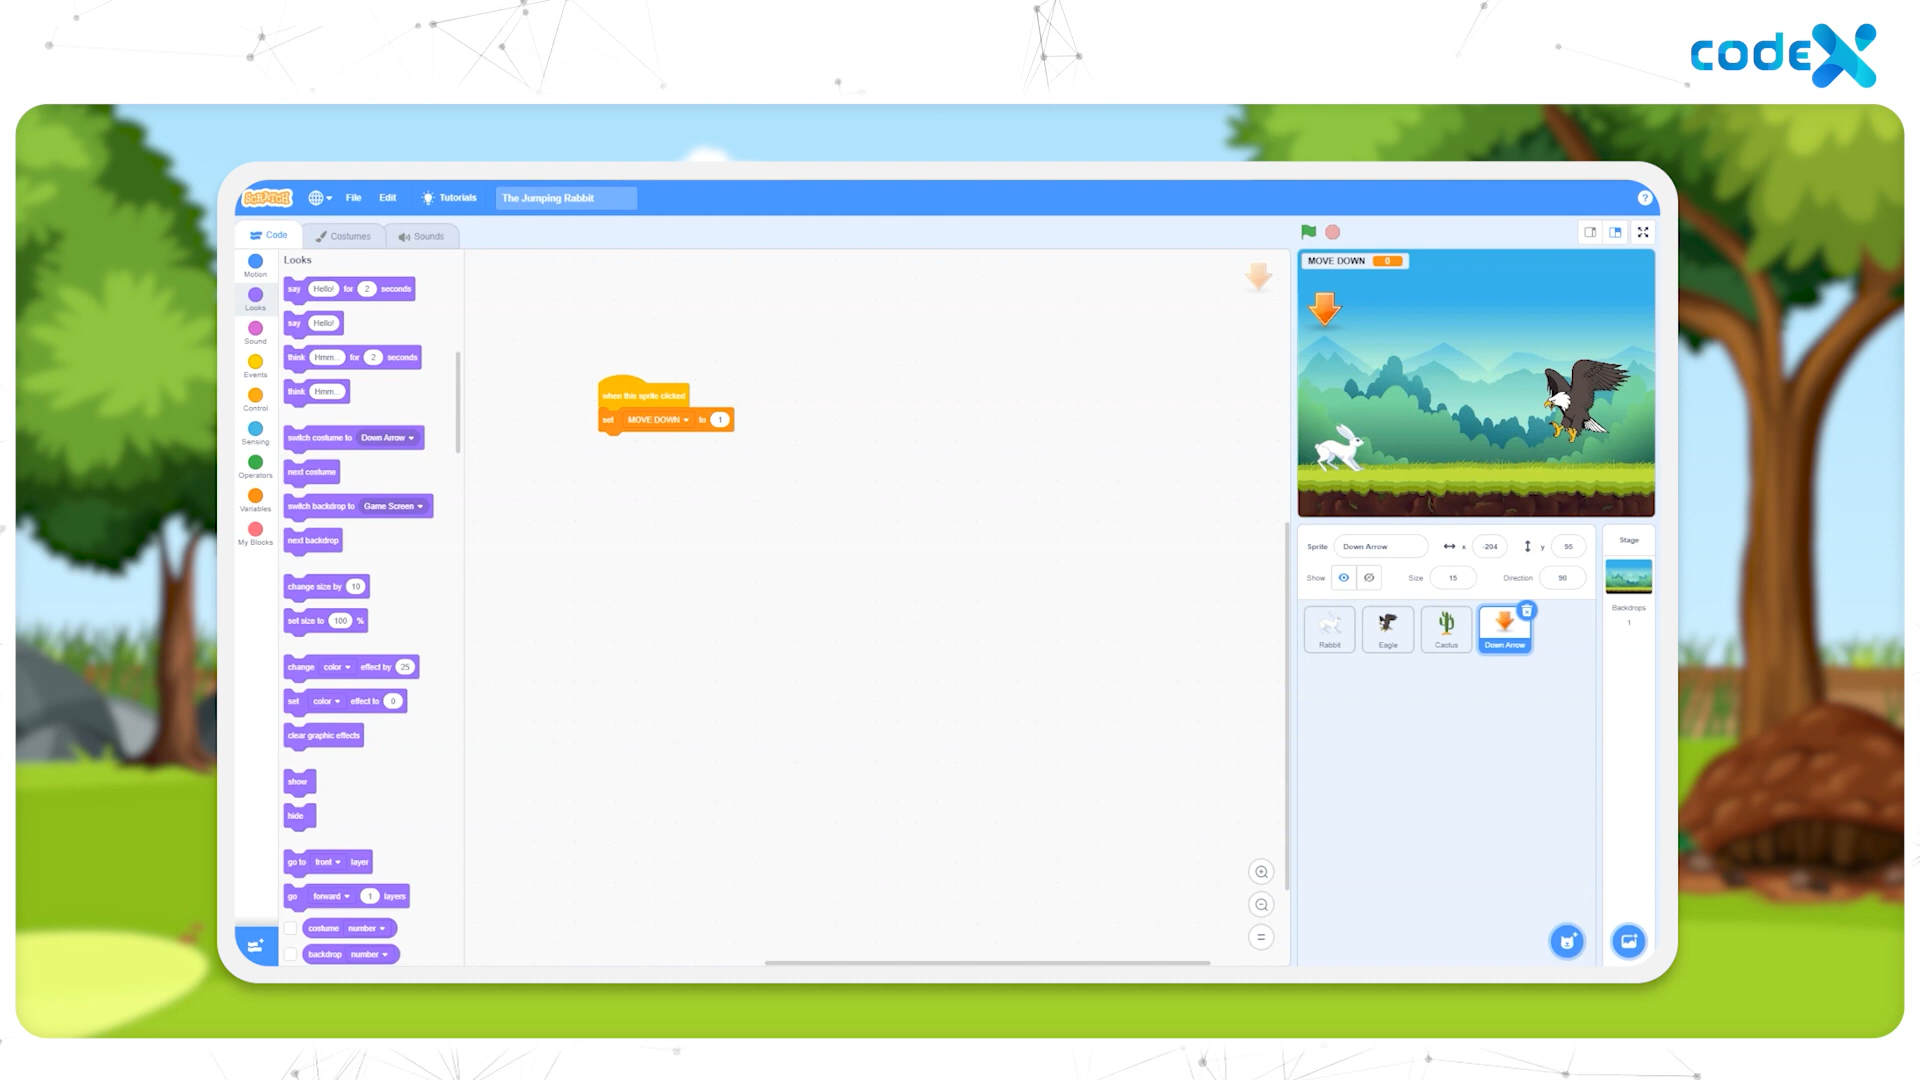 codeX
SCRATCH File Edit Tutorials The Jumping Rabbit ?
Code Costumes Sounds
Motion
Looks
Sound
Events
Control
Sensing
Operators
Variables
My Blocks
Looks
say Hello! for 2 seconds
say Hello!
think Hmm... for 2 seconds
think Hmm...
switch costume to Down Arrow
next costume
switch backdrop to Game Screen
next backdrop
change size by 10
set size to 100 %
change color effect by 25
set color effect to 0
clear graphic effects
show
hide
go to front layer
go forward 1 layers
costume number
backdrop number
when this sprite clicked
set MOVE DOWN to 1
MOVE DOWN 0
Sprite Down Arrow x -204 y 95
Show Size 15 Direction 90
Rabbit Eagle Cactus Down Arrow
Stage
Backdrops
1